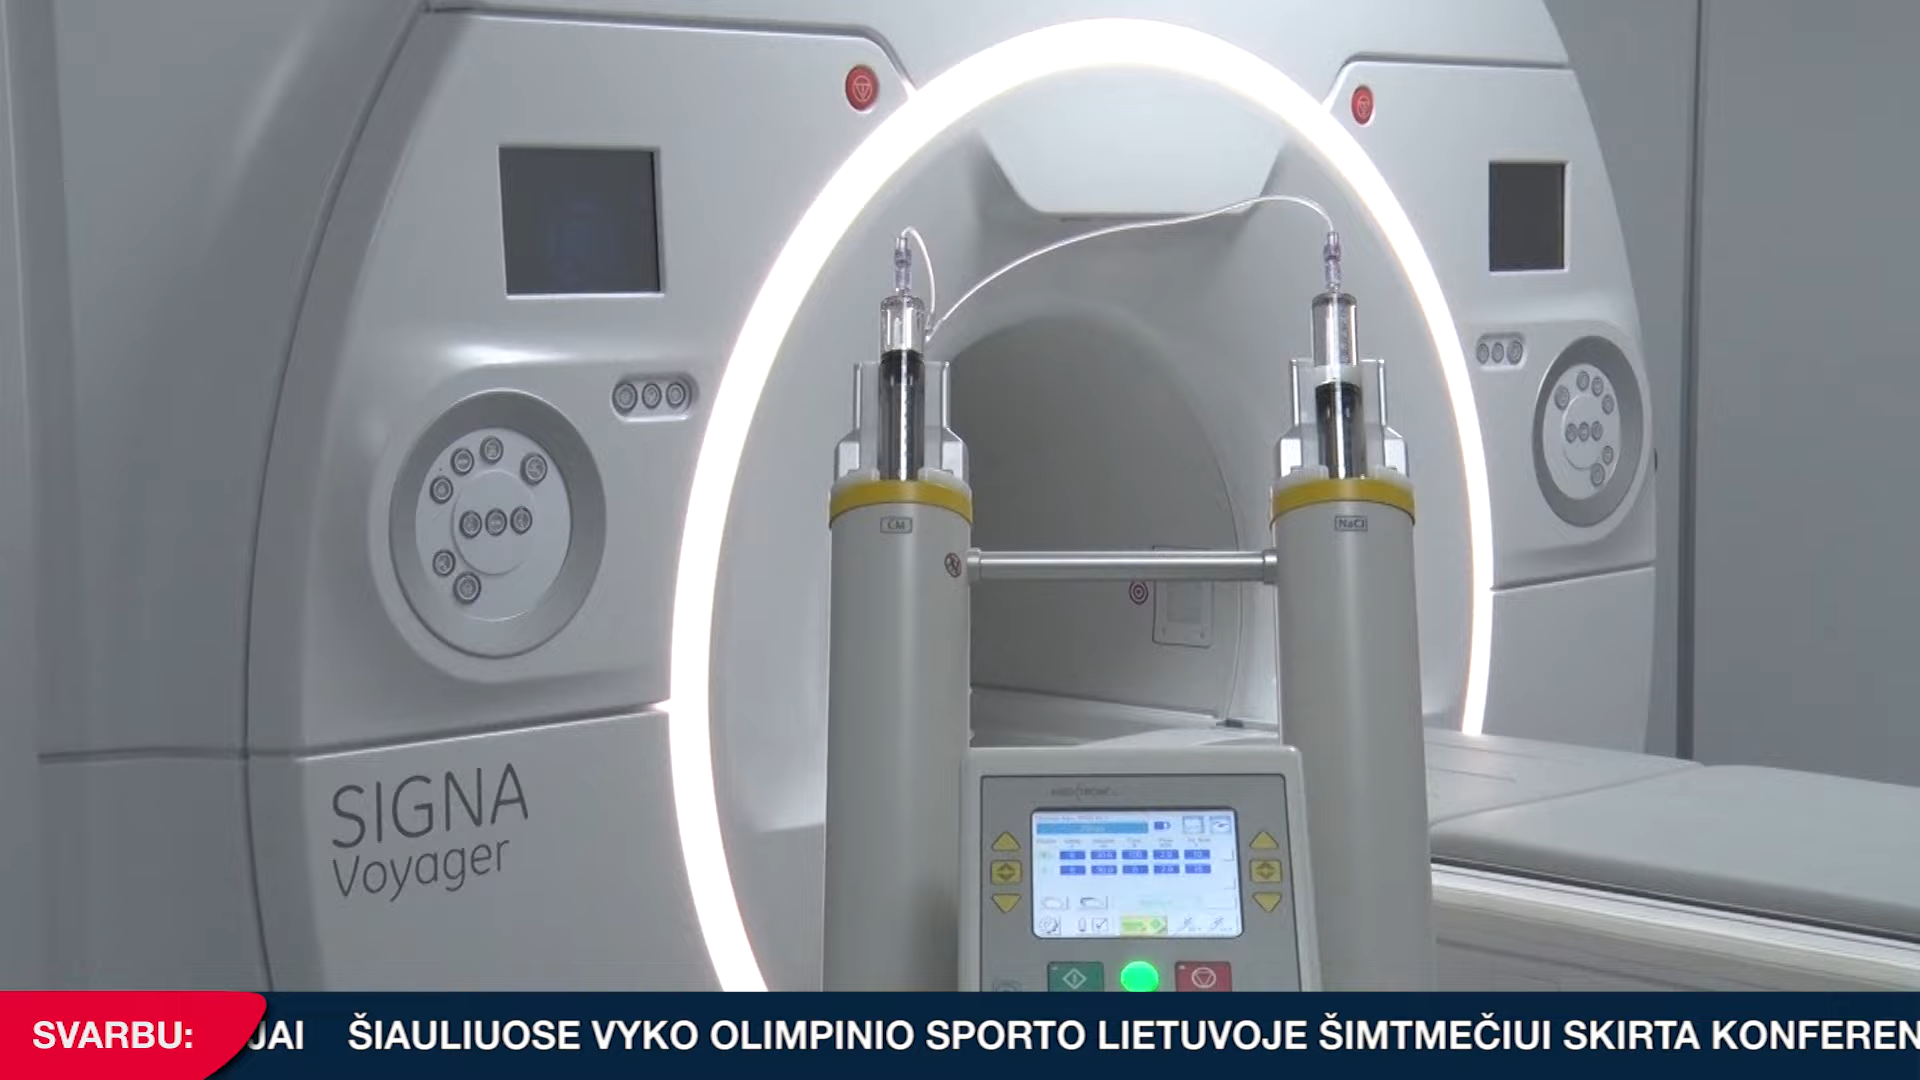 SIGNA
Voyager
CM
NaCl
SVARBU:
JAI ŠIAULIUOSE VYKO OLIMPINIO SPORTO LIETUVOJE ŠIMTMEČIUI SKIRTA KONFEREN